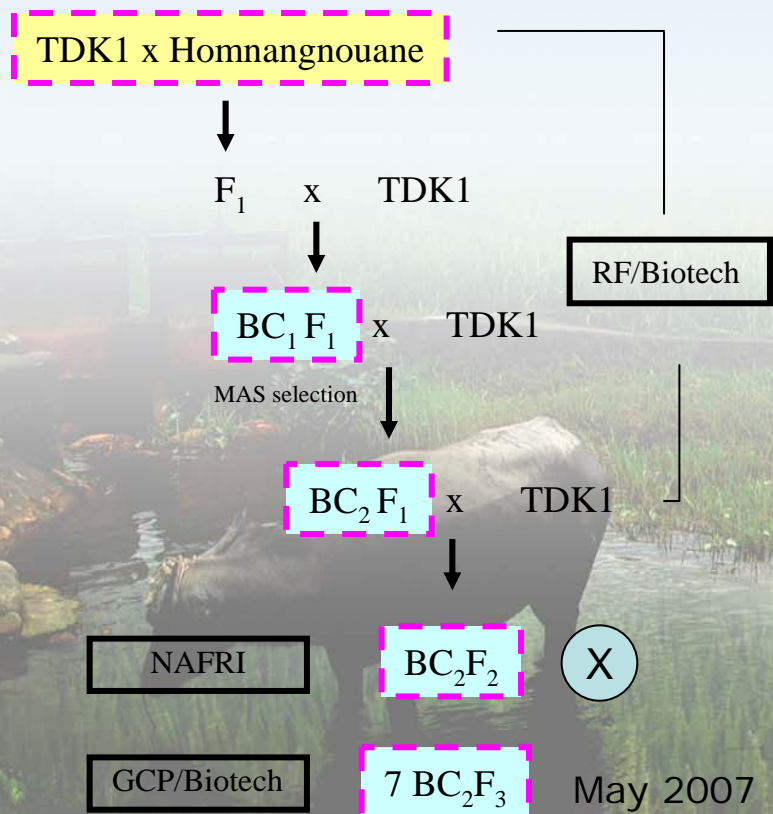 TDK1 x Homnangnouane
F₁ x TDK1
RF/Biotech
BC₁ F₁ x TDK1
MAS selection
BC₂ F₁ x TDK1
NAFRI
BC₂F₂
X
GCP/Biotech
7 BC₂F₃
May 2007